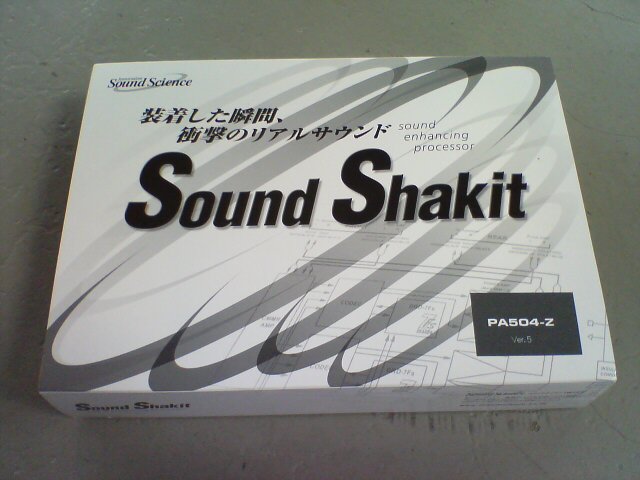 Sound Science
装着した瞬間、
衝撃のリアルサウンド
sound
enhancing
processor
Sound Shakit
PA504-Z
Ver.5
Sound Shakit